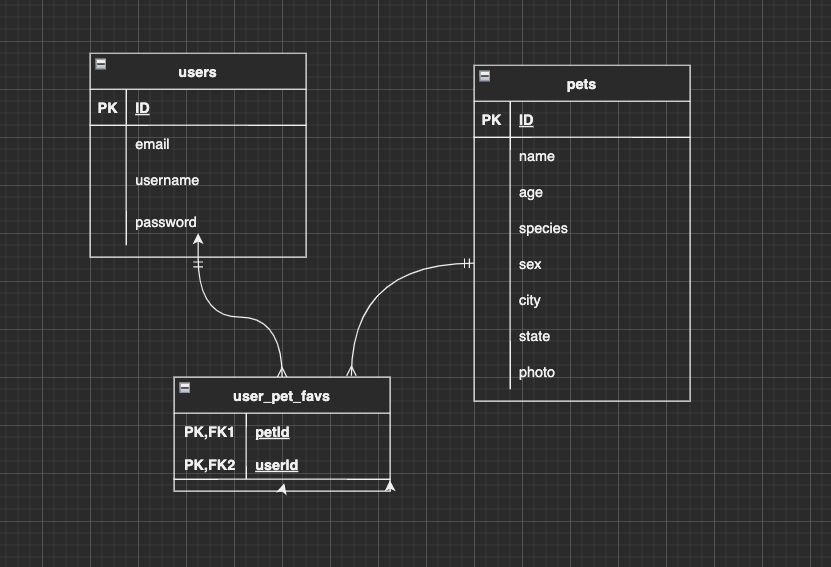 users
PK ID
email
username
password
pets
PK ID
name
age
species
sex
city
state
photo
user_pet_favs
PK,FK1 petId
PK,FK2 userId